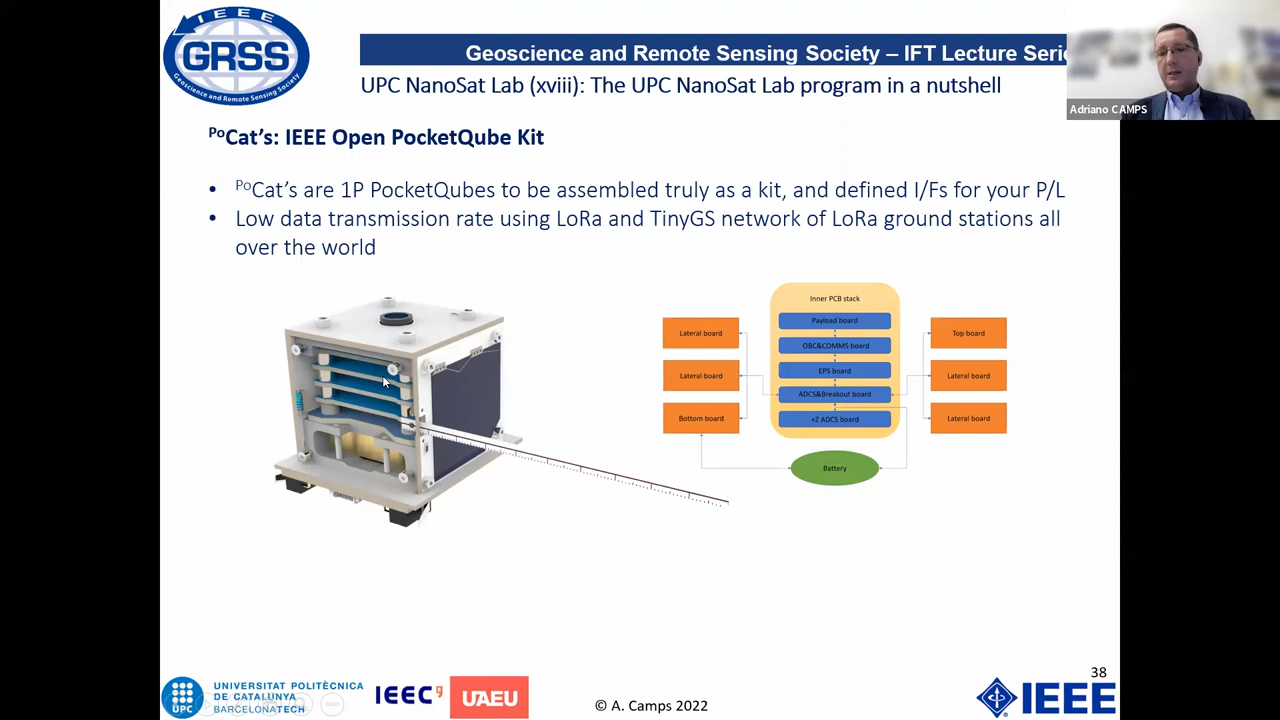 IEEE
GRSS
Geoscience and Remote Sensing Society
Geoscience and Remote Sensing Society – IFT Lecture
UPC NanoSat Lab (xviii): The UPC NanoSat Lab program in a nutshell
Adriano CAMPS
PoCat’s: IEEE Open PocketQube Kit
• PoCat’s are 1P PocketQubes to be assembled truly as a kit, and defined I/Fs for your P/L
• Low data transmission rate using LoRa and TinyGS network of LoRa ground stations all
over the world
Inner PCB stack
Payload board
OBC&COMMS board
EPS board
ADCS&Breakout board
+Z ADCS board
Lateral board
Lateral board
Bottom board
Top board
Lateral board
Lateral board
Battery
38
UPC
UNIVERSITAT POLITÈCNICA
DE CATALUNYA
BARCELONATECH
IEEC
UAEU
© A. Camps 2022
IEEE